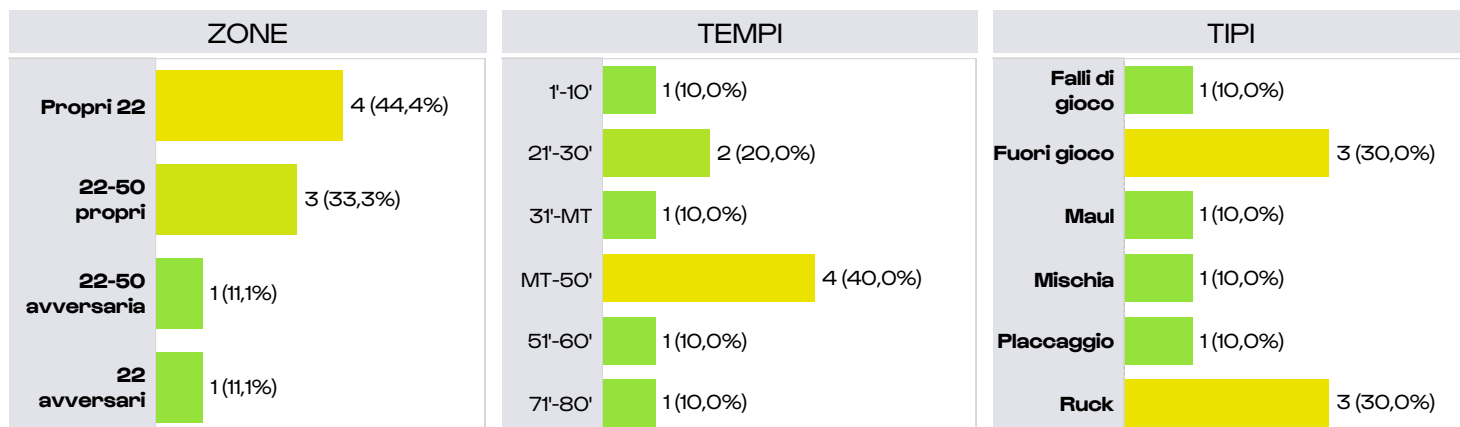 ZONE
Propri 22
4 (44,4%)
22-50
propri
3 (33,3%)
22-50
avversaria
1 (11,1%)
22
avversari
1 (11,1%)
TEMPI
1'-10'
1 (10,0%)
21'-30'
2 (20,0%)
31'-MT
1 (10,0%)
MT-50'
4 (40,0%)
51'-60'
1 (10,0%)
71'-80'
1 (10,0%)
TIPI
Falli di
gioco
1 (10,0%)
Fuori gioco
3 (30,0%)
Maul
1 (10,0%)
Mischia
1 (10,0%)
Placcaggio
1 (10,0%)
Ruck
3 (30,0%)